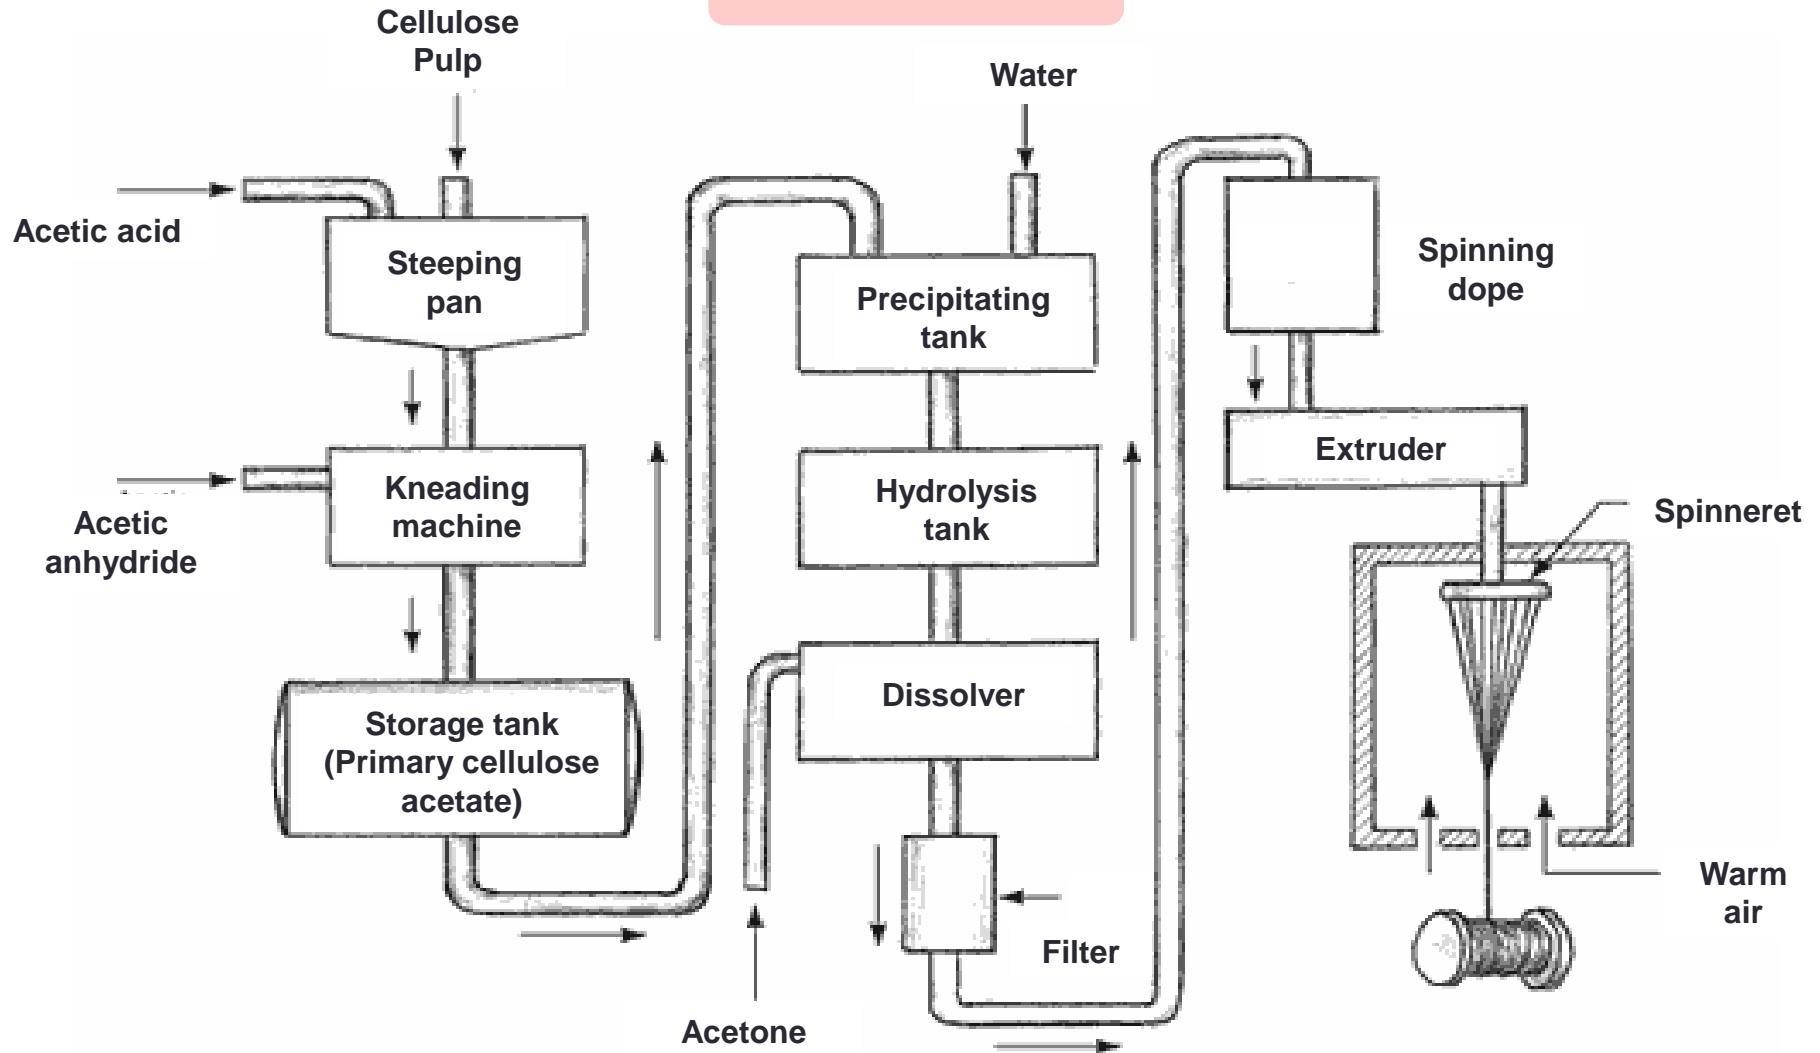 Cellulose
Pulp
Water
Acetic acid
Steeping
pan
Precipitating
tank
Spinning
dope
Extruder
Kneading
machine
Hydrolysis
tank
Spinneret
Acetic
anhydride
Dissolver
Storage tank
(Primary cellulose
acetate)
Warm
air
Filter
Acetone